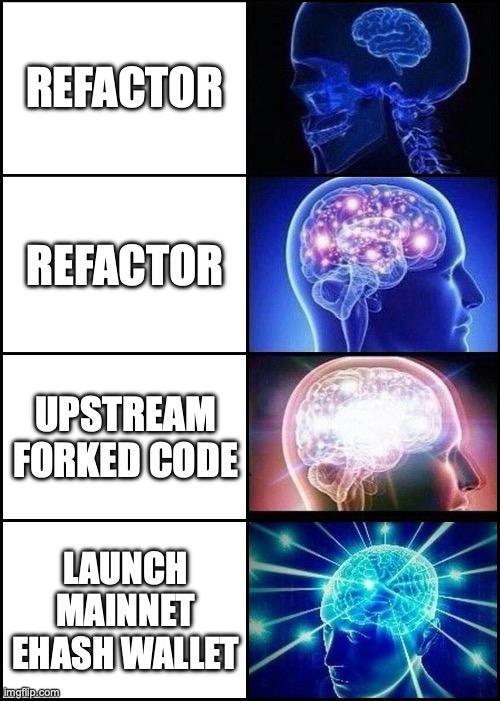 REFACTOR
REFACTOR
UPSTREAM
FORKED CODE
LAUNCH
MAINNET
EHASH WALLET
imgflip.com